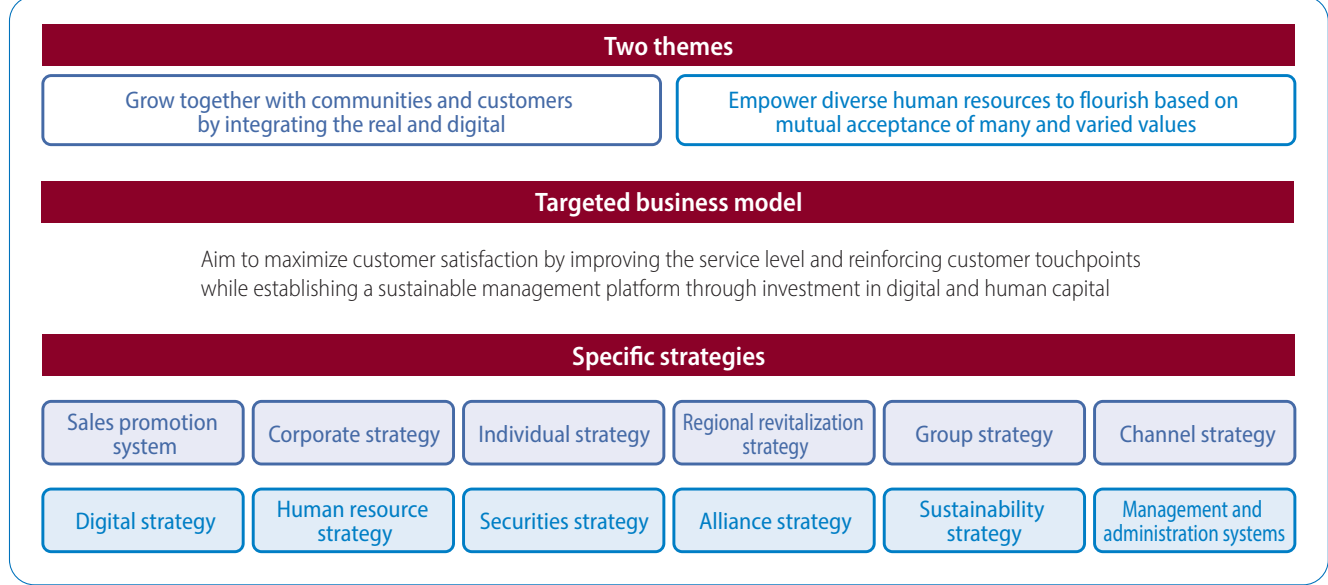 Two themes
Grow together with communities and customers
by integrating the real and digital
Empower diverse human resources to flourish based on
mutual acceptance of many and varied values
Targeted business model
Aim to maximize customer satisfaction by improving the service level and reinforcing customer touchpoints
while establishing a sustainable management platform through investment in digital and human capital
Specific strategies
Sales promotion
system
Corporate strategy
Individual strategy
Regional revitalization
strategy
Group strategy
Channel strategy
Digital strategy
Human resource
strategy
Securities strategy
Alliance strategy
Sustainability
strategy
Management and
administration systems